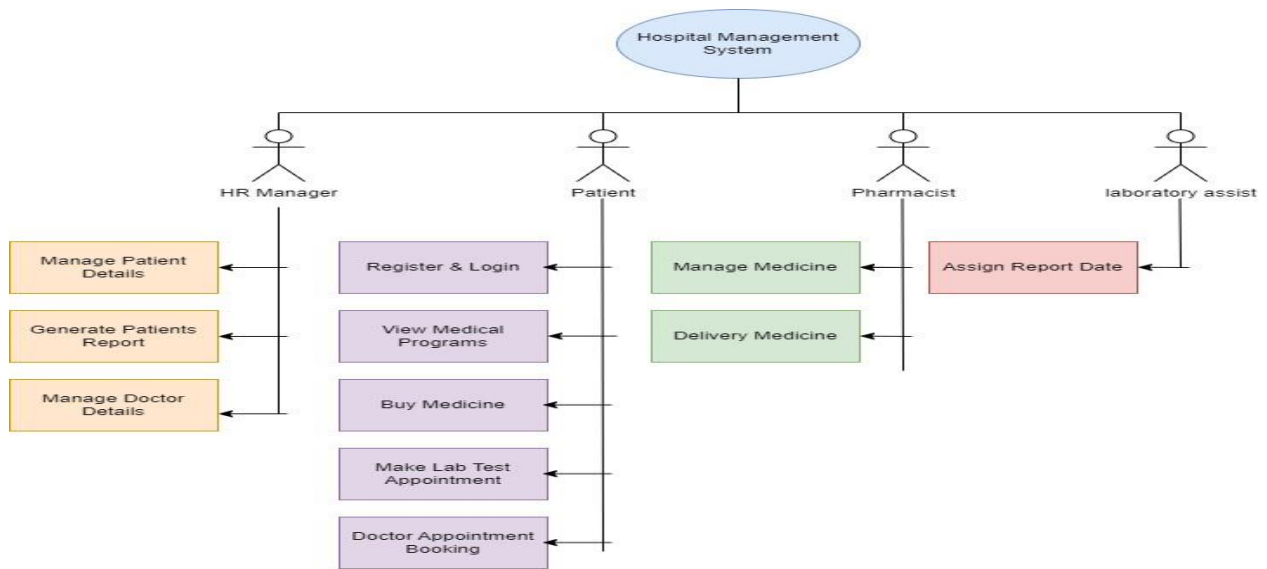 Hospital Management
System
HR Manager
Patient
Pharmacist
laboratory assist
Manage Patient
Details
Generate Patients
Report
Manage Doctor
Details
Register & Login
View Medical
Programs
Buy Medicine
Make Lab Test
Appointment
Doctor Appointment
Booking
Manage Medicine
Delivery Medicine
Assign Report Date